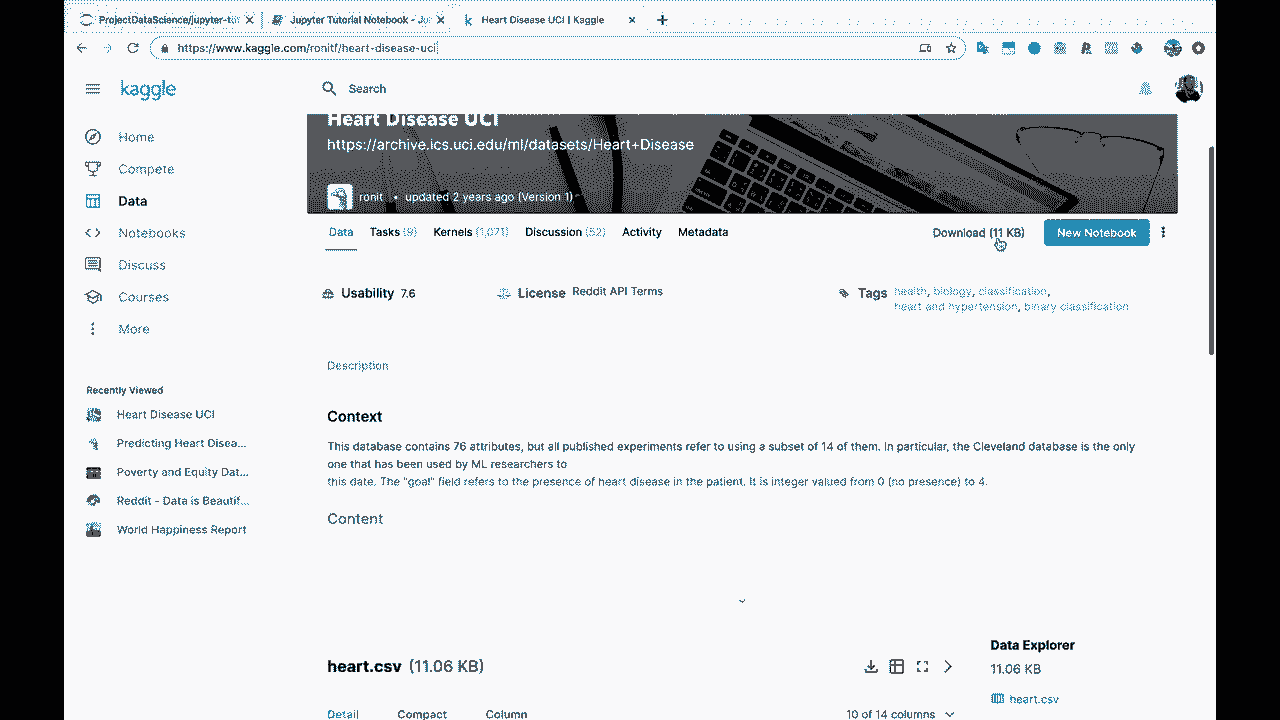 ProjectDataScience/jupyter-tut
Jupyter Tutorial Notebook - Ju
Heart Disease UCI | Kaggle
https://www.kaggle.com/ronitf/heart-disease-uci
kaggle
Search
Home
Compete
Data
Notebooks
Discuss
Courses
More
Recently Viewed
Heart Disease UCI
Predicting Heart Disea...
Poverty and Equity Dat...
Reddit - Data is Beautif...
World Happiness Report
Heart Disease UCI
https://archive.ics.uci.edu/ml/datasets/Heart+Disease
ronit • updated 2 years ago (Version 1)
Data Tasks (9) Kernels (1,071) Discussion (52) Activity Metadata Download (11 KB) New Notebook
Usability 7.6 License Reddit API Terms Tags health, biology, classification,
heart and hypertension, binary classification
Description
Context
This database contains 76 attributes, but all published experiments refer to using a subset of 14 of them. In particular, the Cleveland database is the only
one that has been used by ML researchers to
this date. The "goal" field refers to the presence of heart disease in the patient. It is integer valued from 0 (no presence) to 4.
Content
heart.csv (11.06 KB)
Detail Compact Column 10 of 14 columns
Data Explorer
11.06 KB
heart.csv